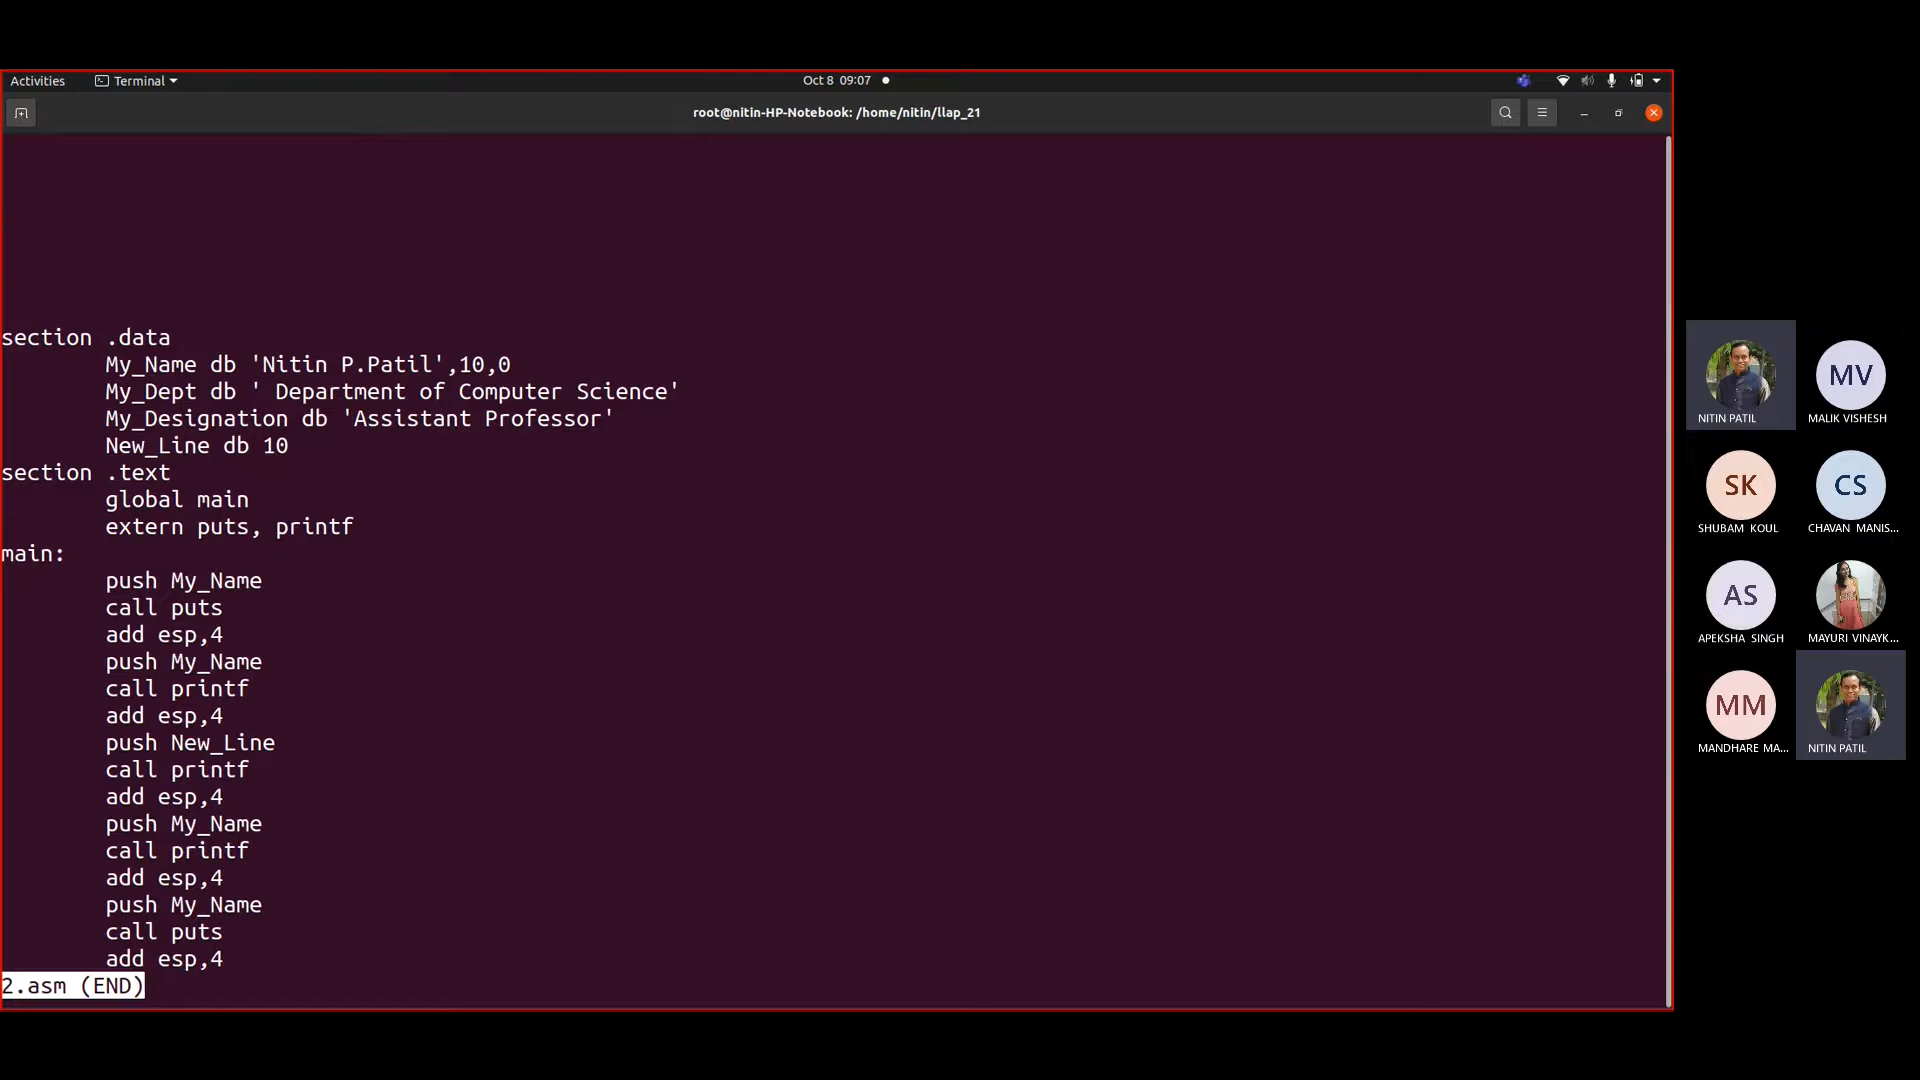 Activities
Terminal
Oct 8 09:07
root@nitin-HP-Notebook: /home/nitin/llap_21
section .data
My_Name db 'Nitin P.Patil',10,0
My_Dept db ' Department of Computer Science'
My_Designation db 'Assistant Professor'
New_Line db 10
section .text
global main
extern puts, printf
main:
push My_Name
call puts
add esp,4
push My_Name
call printf
add esp,4
push New_Line
call printf
add esp,4
push My_Name
call printf
add esp,4
push My_Name
call puts
add esp,4
2.asm (END)
NITIN PATIL
MV
MALIK VISHESH
SK
SHUBAM KOUL
CS
CHAVAN MANIS...
AS
APEKSHA SINGH
MAYURI VINAYK...
MM
MANDHARE MA...
NITIN PATIL